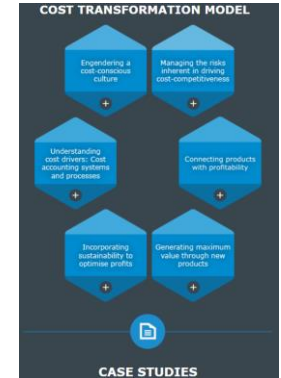 COST TRANSFORMATION MODEL
Engendering a
cost-conscious
culture
Managing the risks
inherent in driving
cost-competitiveness
Understanding
cost drivers: Cost
accounting systems
and processes
Connecting products
with profitability
Incorporating
sustainability to
optimise profits
Generating maximum
value through new
products
CASE STUDIES